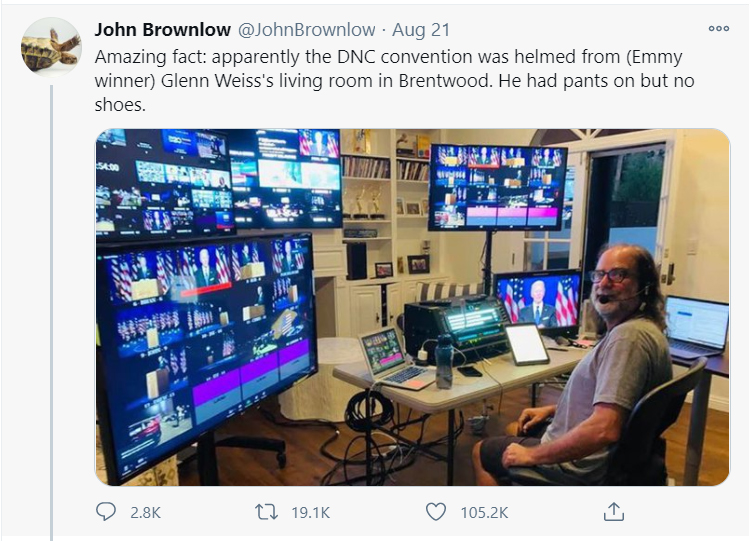 John Brownlow @JohnBrownlow · Aug 21
Amazing fact: apparently the DNC convention was helmed from (Emmy
winner) Glenn Weiss's living room in Brentwood. He had pants on but no
shoes.
2.8K 19.1K 105.2K